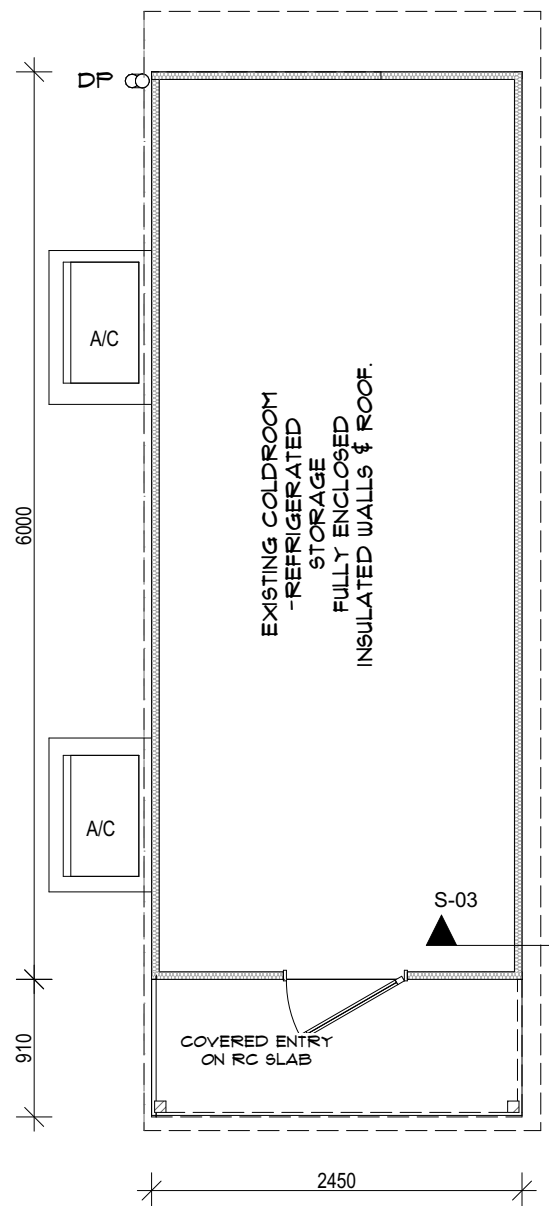 DP
A/C
6000
EXISTING COLDROOM
-REFRIGERATED
STORAGE
FULLY ENCLOSED
INSULATED WALLS & ROOF.
A/C
S-03
910
COVERED ENTRY
ON RC SLAB
2450